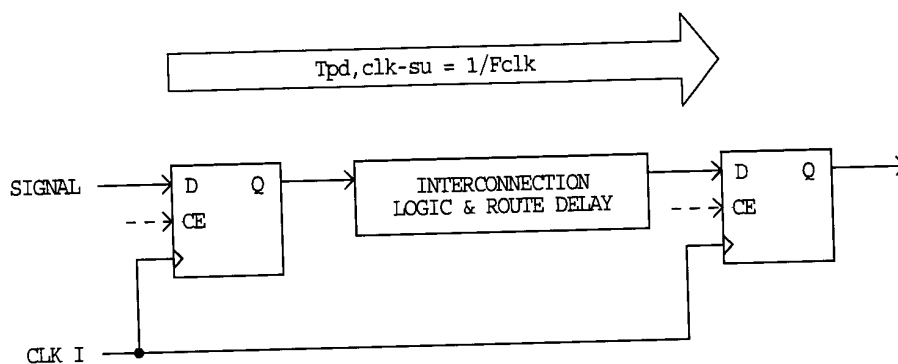 Tpd,clk-su = 1/Fclk
SIGNAL
D
Q
CE
INTERCONNECTION
LOGIC & ROUTE DELAY
D
Q
CE
CLK I